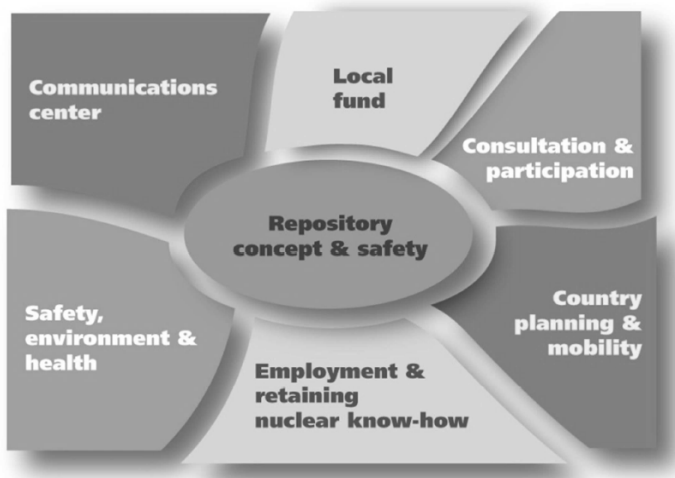 Communications
center
Local
fund
Consultation &
participation
Repository
concept & safety
Safety,
environment &
health
Employment &
retaining
nuclear know-how
Country
planning &
mobility